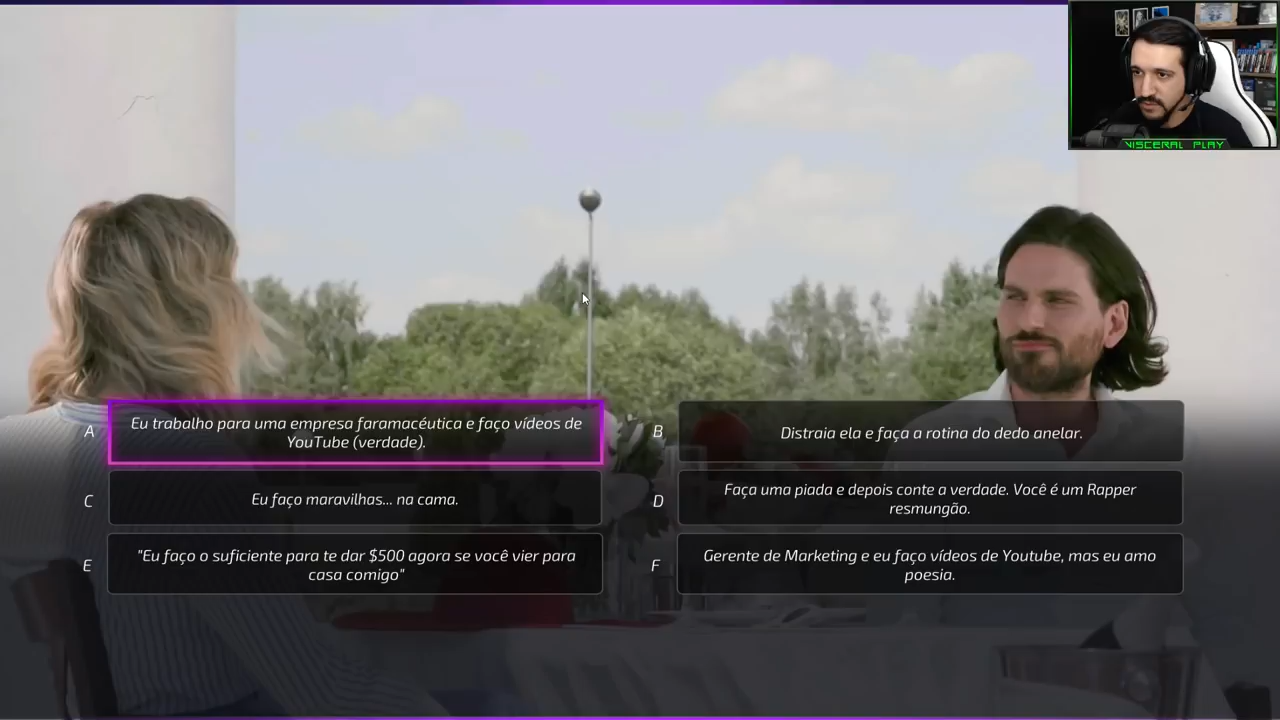 VISCERAL PLAY
A
Eu trabalho para uma empresa faramacéutica e faço vídeos de
YouTube (verdade).
B
Distraia ela e faça a rotina do dedo anelar.
C
Eu faço maravilhas... na cama.
D
Faça uma piada e depois conte a verdade. Você é um Rapper
resmungão.
E
"Eu faço o suficiente para te dar $500 agora se você vier para
casa comigo"
F
Gerente de Marketing e eu faço vídeos de Youtube, mas eu amo
poesia.